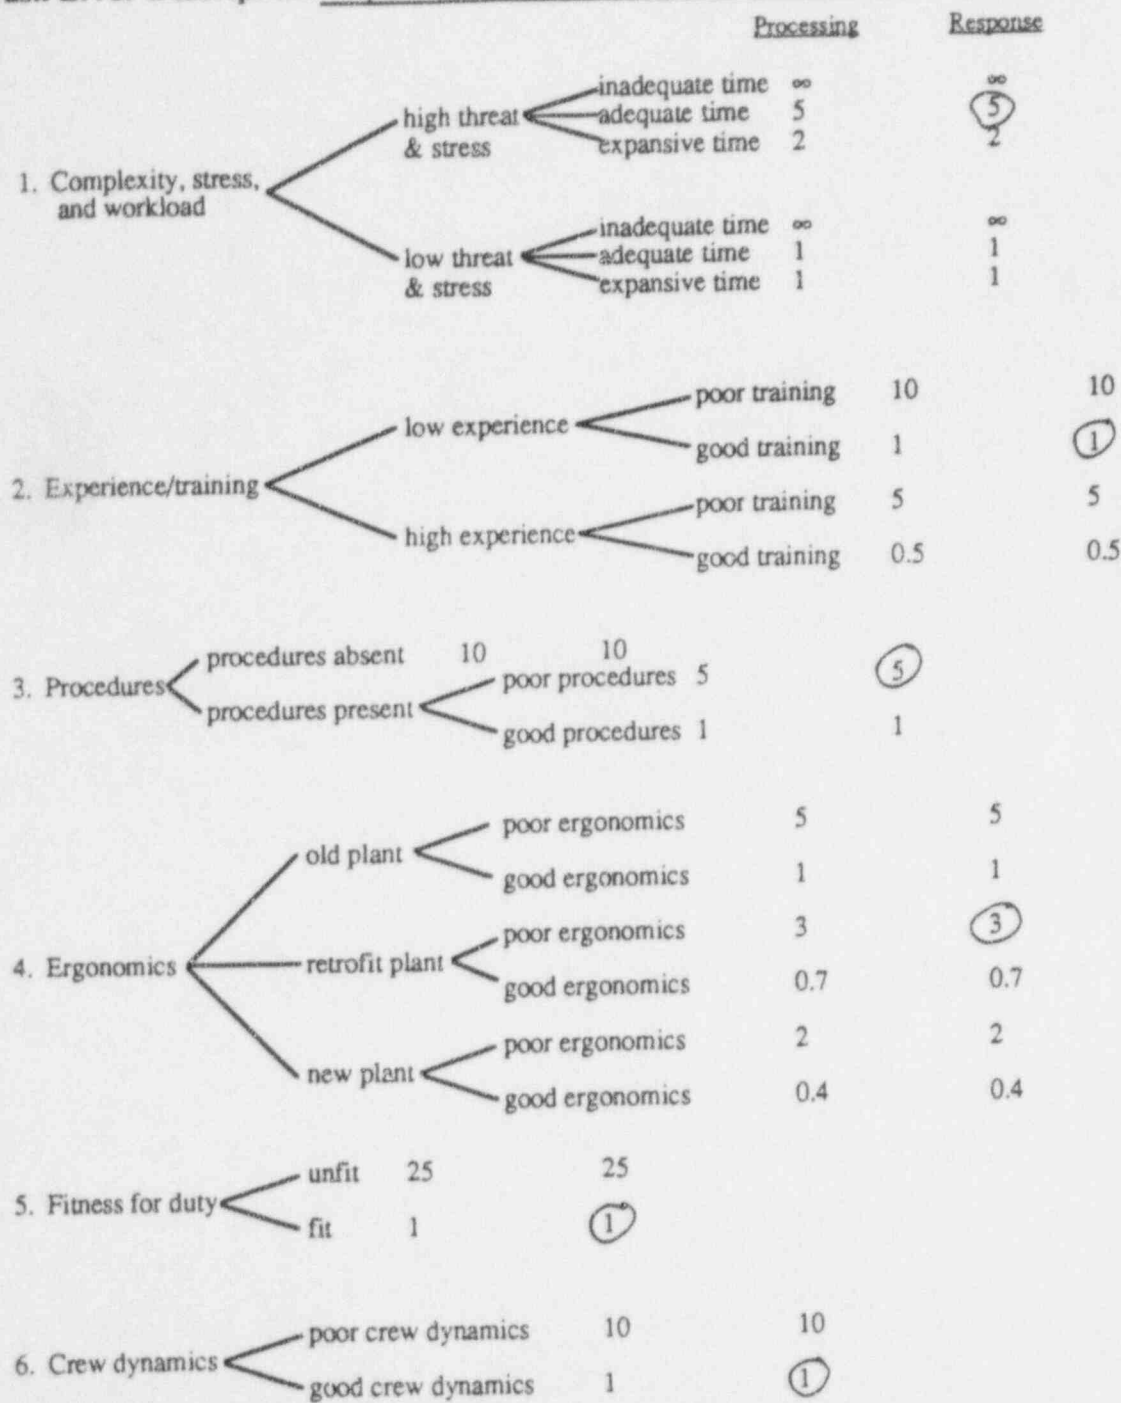 Processing Response
inadequate time ∞ ∞
high threat adequate time 5 5
& stress expansive time 2 2
1. Complexity, stress,
and workload
inadequate time ∞ ∞
low threat adequate time 1 1
& stress expansive time 1 1
poor training 10 10
low experience
good training 1 1
2. Experience/training
poor training 5 5
high experience
good training 0.5 0.5
procedures absent 10 10
3. Procedures poor procedures 5 5
procedures present
good procedures 1 1
poor ergonomics 5 5
old plant
good ergonomics 1 1
poor ergonomics 3 3
4. Ergonomics retrofit plant
good ergonomics 0.7 0.7
poor ergonomics 2 2
new plant
good ergonomics 0.4 0.4
unfit 25 25
5. Fitness for duty
fit 1 1
poor crew dynamics 10 10
6. Crew dynamics
good crew dynamics 1 1